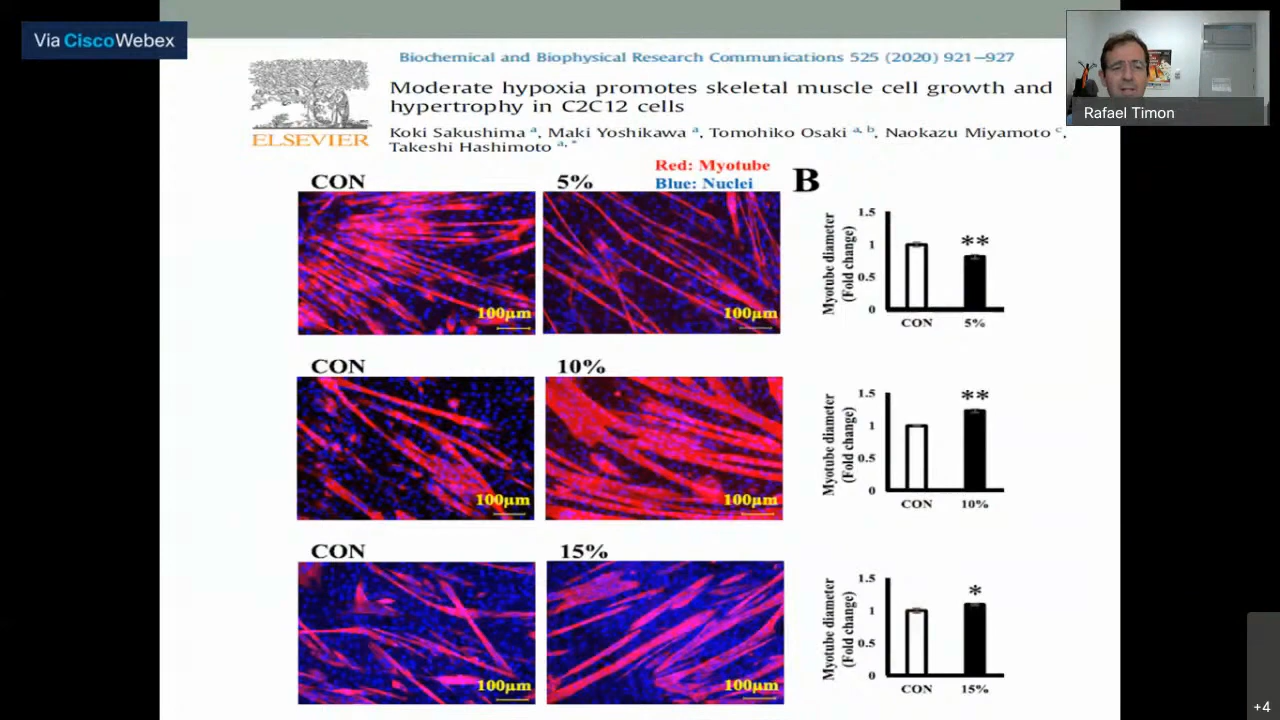 Via CiscoWebex
Rafael Timon
Biochemical and Biophysical Research Communications 525 (2020) 921–927
Moderate hypoxia promotes skeletal muscle cell growth and
hypertrophy in C2C12 cells
Koki Sakushima a, Maki Yoshikawa a, Tomohiko Osaki a, b, Naokazu Miyamoto c,
Takeshi Hashimoto a, *
ELSEVIER
Red: Myotube
Blue: Nuclei
CON
5%
100μm
100μm
B
Myotube diameter
(Fold change)
1.5
1
0.5
0
**
CON
5%
CON
10%
100μm
100μm
Myotube diameter
(Fold change)
1.5
1
0.5
0
**
CON
10%
CON
15%
100μm
100μm
Myotube diameter
(Fold change)
1.5
1
0.5
0
*
CON
15%
+4